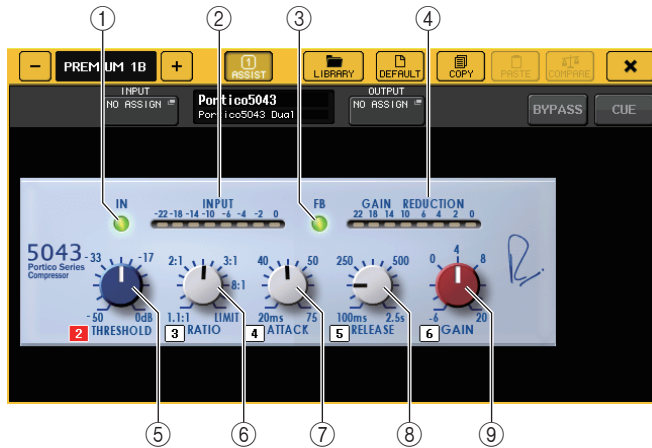 ① ② ③ ④
− PREMIUM 1B + 1 ASSIST LIBRARY DEFAULT COPY PASTE COMPARE ×
INPUT
NO ASSIGN
Portico5043
Portico5043 Dual
OUTPUT
NO ASSIGN
BYPASS CUE
IN INPUT FB GAIN REDUCTION
-22 -18 -14 -10 -6 -4 -2 0
22 18 14 10 6 4 2 0
5043
Portico Series
Compressor
-33 -17
-50 0dB
2 THRESHOLD
2:1 3:1
8:1
1.1:1 LIMIT
3 RATIO
40 50
20ms 75
4 ATTACK
250 500
100ms 2.5s
5 RELEASE
0 4 8
-6 20
6 GAIN
⑤ ⑥ ⑦ ⑧ ⑨